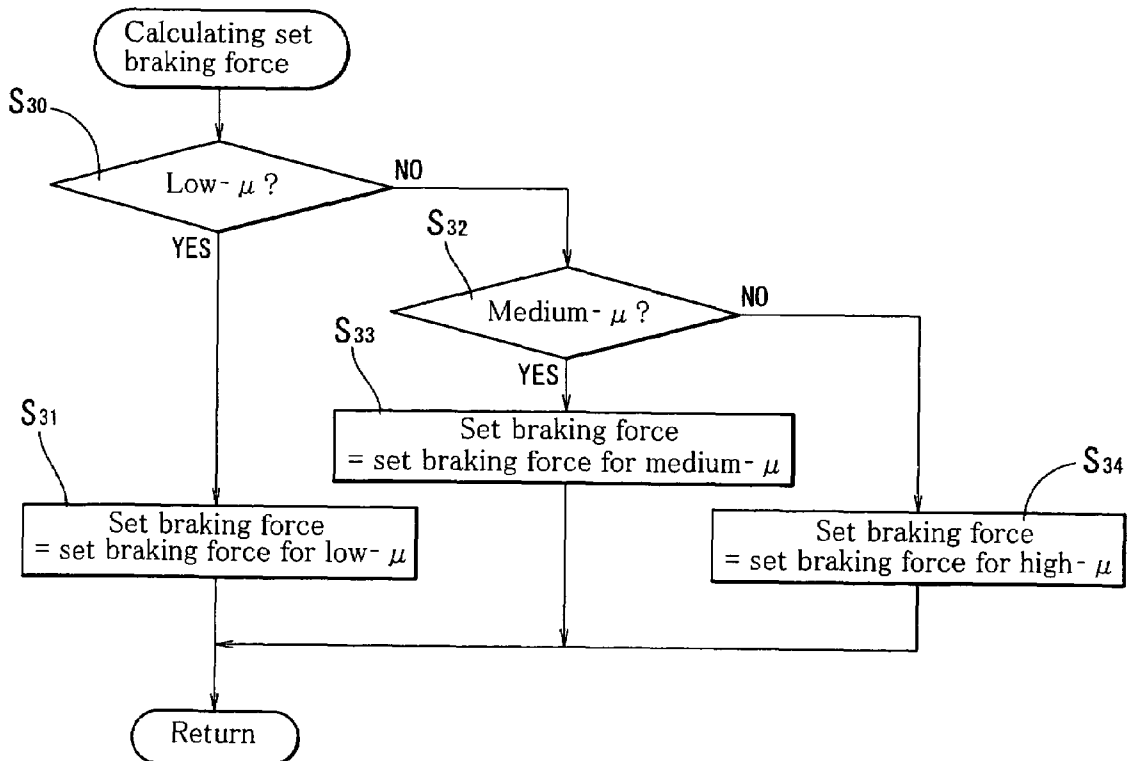 Calculating set
braking force
S30
Low- μ ?
NO
YES
S32
Medium- μ ?
NO
YES
S33
Set braking force
= set braking force for medium- μ
S31
Set braking force
= set braking force for low- μ
S34
Set braking force
= set braking force for high- μ
Return